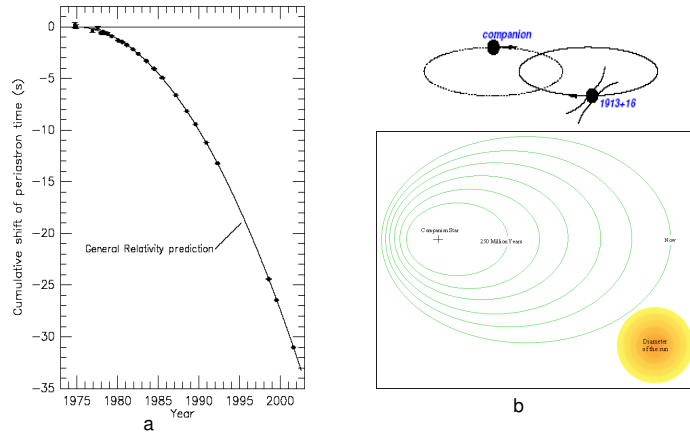 0
−5
−10
−15
−20
−25
−30
−35
Cumulative shift of periastron time (s)
General Relativity prediction
1975 1980 1985 1990 1995 2000
Year
a
companion
1913+16
Companion Star
250 Million Years
Now
Diameter
of the sun
b